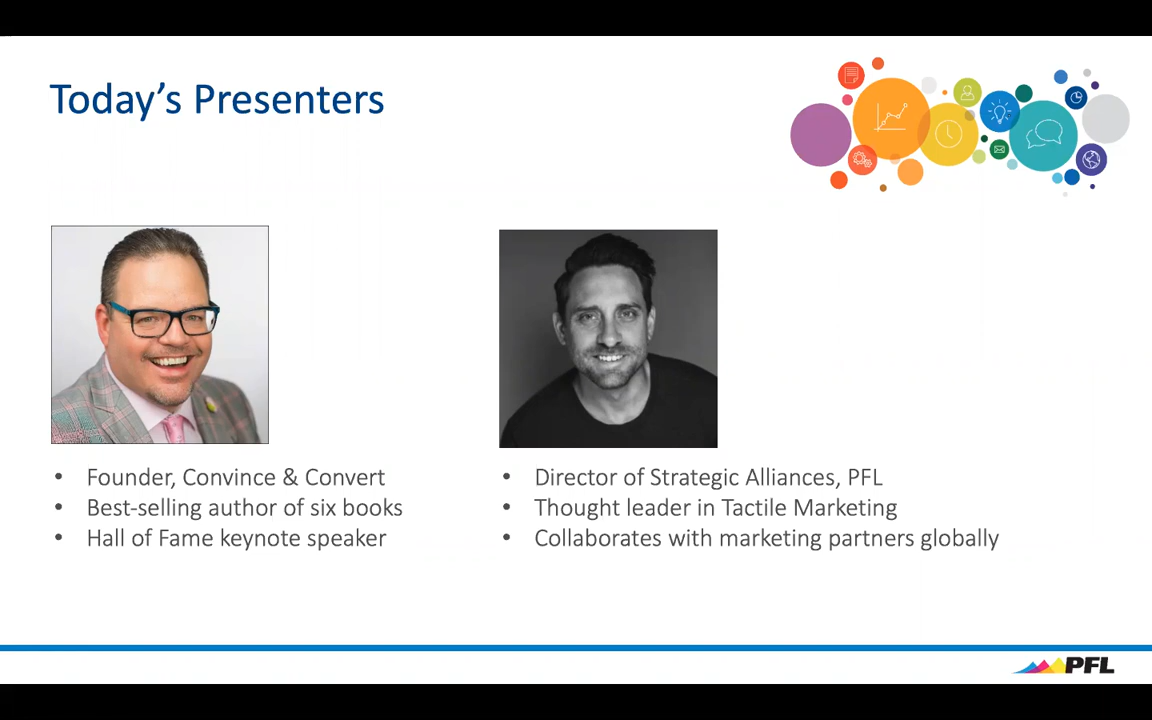 Today's Presenters
• Founder, Convince & Convert
• Best-selling author of six books
• Hall of Fame keynote speaker
• Director of Strategic Alliances, PFL
• Thought leader in Tactile Marketing
• Collaborates with marketing partners globally
PFL